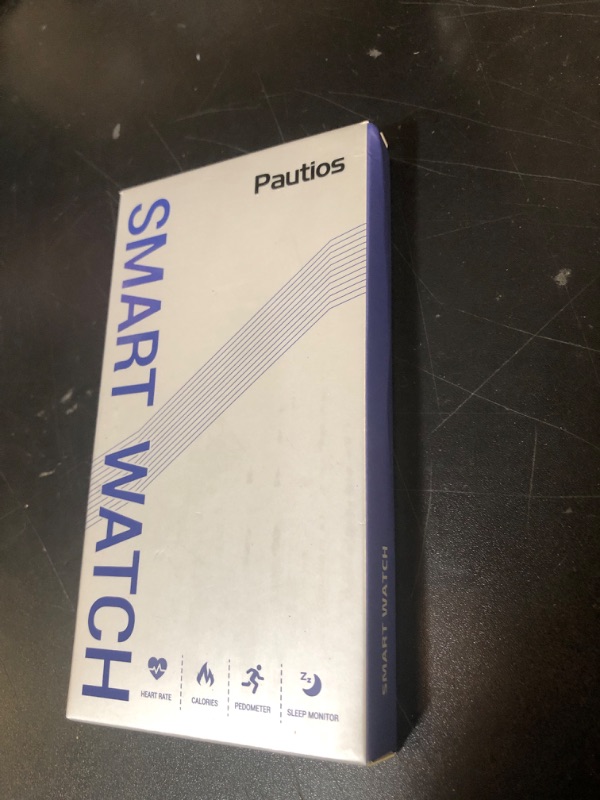 Pautios
SMART WATCH
HEART RATE
CALORIES
PEDOMETER
SLEEP MONITOR
SMART WATCH